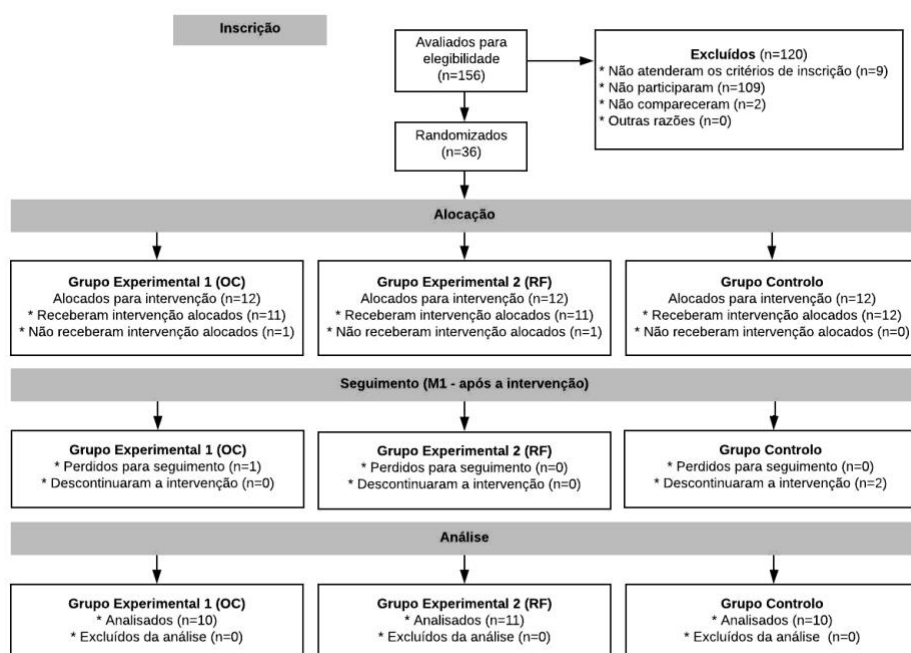 Inscrição
Avaliados para
elegibilidade
(n=156)
Excluídos (n=120)
* Não atenderam os critérios de inscrição (n=9)
* Não participaram (n=109)
* Não compareceram (n=2)
* Outras razões (n=0)
Randomizados
(n=36)
Alocação
Grupo Experimental 1 (OC)
Alocados para intervenção (n=12)
* Receberam intervenção alocados (n=11)
* Não receberam intervenção alocados (n=1)
Grupo Experimental 2 (RF)
Alocados para intervenção (n=12)
* Receberam intervenção alocados (n=11)
* Não receberam intervenção alocados (n=1)
Grupo Controlo
Alocados para intervenção (n=12)
* Receberam intervenção alocados (n=12)
* Não receberam intervenção alocados (n=0)
Seguimento (M1 - após a intervenção)
Grupo Experimental 1 (OC)
* Perdidos para seguimento (n=1)
* Descontinuaram a intervenção (n=0)
Grupo Experimental 2 (RF)
* Perdidos para seguimento (n=0)
* Descontinuaram a intervenção (n=0)
Grupo Controlo
* Perdidos para seguimento (n=0)
* Descontinuaram a intervenção (n=2)
Análise
Grupo Experimental 1 (OC)
* Analisados (n=10)
* Excluídos da análise (n=0)
Grupo Experimental 2 (RF)
* Analisados (n=11)
* Excluídos da análise (n=0)
Grupo Controlo
* Analisados (n=10)
* Excluídos da análise (n=0)